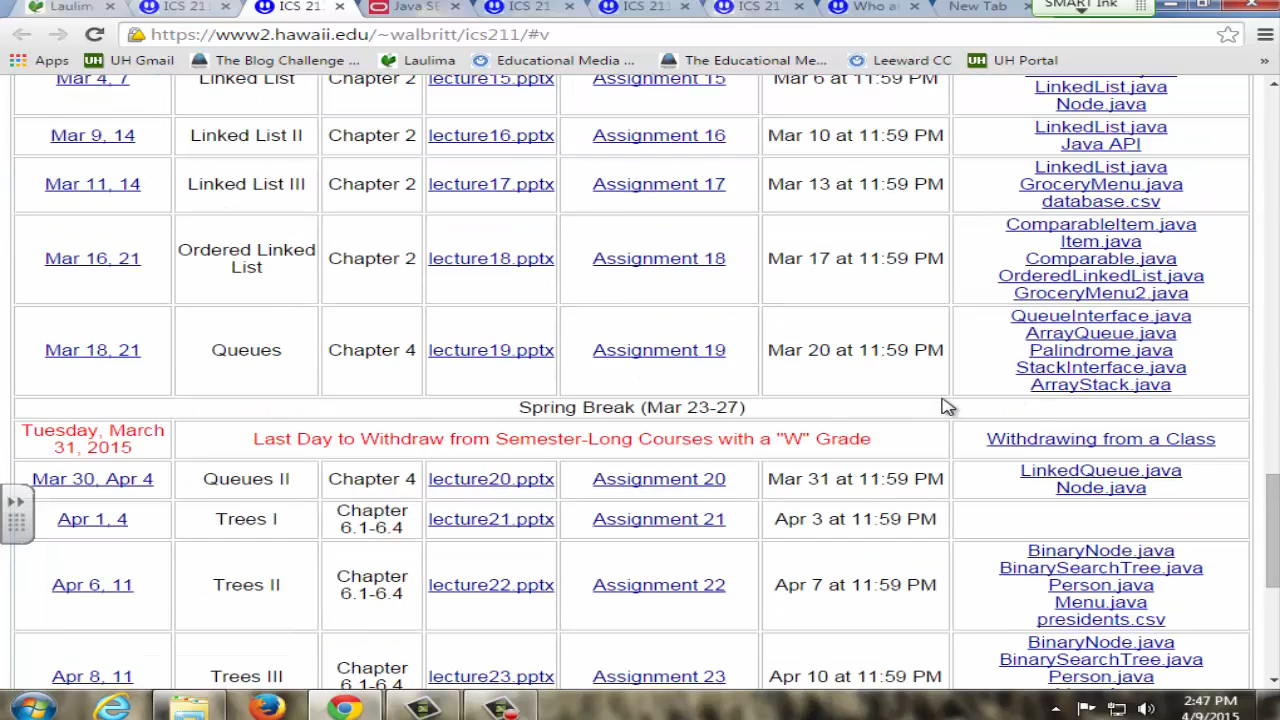 Laulim
ICS 21
ICS 21
Java SE
ICS 21
ICS 21
ICS 21
Who a
New Tab
SMART Ink
https://www2.hawaii.edu/~walbritt/ics211/#v
Apps
UH Gmail
The Blog Challenge ...
Laulima
Educational Media ...
The Educational Me...
Leeward CC
UH Portal
»
Mar 4, 7 Linked List Chapter 2 lecture15.pptx Assignment 15 Mar 6 at 11:59 PM
LinkedList.java
Node.java
Mar 9, 14 Linked List II Chapter 2 lecture16.pptx Assignment 16 Mar 10 at 11:59 PM
LinkedList.java
Java API
Mar 11, 14 Linked List III Chapter 2 lecture17.pptx Assignment 17 Mar 13 at 11:59 PM
LinkedList.java
GroceryMenu.java
database.csv
Mar 16, 21
Ordered Linked
List
Chapter 2 lecture18.pptx Assignment 18 Mar 17 at 11:59 PM
ComparableItem.java
Item.java
Comparable.java
OrderedLinkedList.java
GroceryMenu2.java
Mar 18, 21 Queues Chapter 4 lecture19.pptx Assignment 19 Mar 20 at 11:59 PM
QueueInterface.java
ArrayQueue.java
Palindrome.java
StackInterface.java
ArrayStack.java
Spring Break (Mar 23-27)
Tuesday, March
31, 2015
Last Day to Withdraw from Semester-Long Courses with a "W" Grade
Withdrawing from a Class
Mar 30, Apr 4 Queues II Chapter 4 lecture20.pptx Assignment 20 Mar 31 at 11:59 PM
LinkedQueue.java
Node.java
Apr 1, 4 Trees I
Chapter
6.1-6.4
lecture21.pptx Assignment 21 Apr 3 at 11:59 PM
Apr 6, 11 Trees II
Chapter
6.1-6.4
lecture22.pptx Assignment 22 Apr 7 at 11:59 PM
BinaryNode.java
BinarySearchTree.java
Person.java
Menu.java
presidents.csv
Apr 8, 11 Trees III
Chapter
6.1-6.4
lecture23.pptx Assignment 23 Apr 10 at 11:59 PM
BinaryNode.java
BinarySearchTree.java
Person.java
2:47 PM
4/9/2015